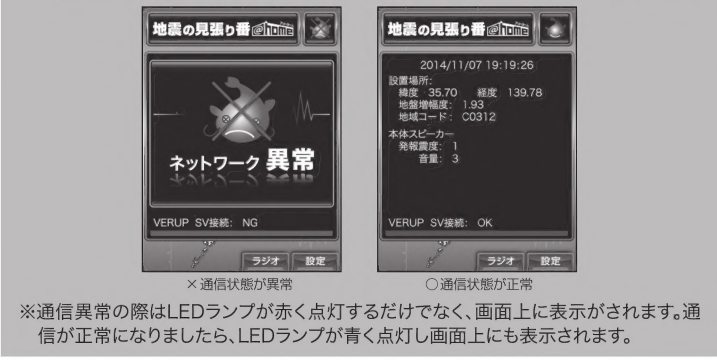 地震の見張り番@home
ネットワーク 異常
VERUP SV接続: NG
ラジオ 設定
×通信状態が異常
地震の見張り番@home
2014/11/07 19:19:26
設置場所:
緯度 35.70 経度 139.78
地盤増幅度: 1.93
地域コード: C0312
本体スピーカー
発報震度: 1
音量: 3
VERUP SV接続: OK
ラジオ 設定
○通信状態が正常
※通信異常の際はLEDランプが赤く点灯するだけでなく、画面上に表示がされます。通
信が正常になりましたら、LEDランプが青く点灯し画面上にも表示されます。